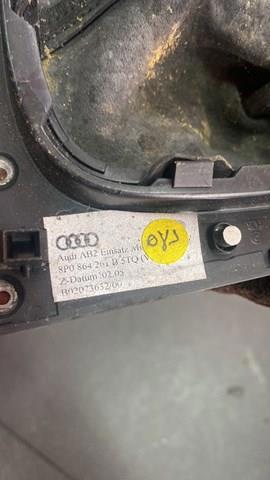 Audi AB2 Einsatz
8P0 864 261 B 5TQ
Z-Datum 02.05
B02073652/00